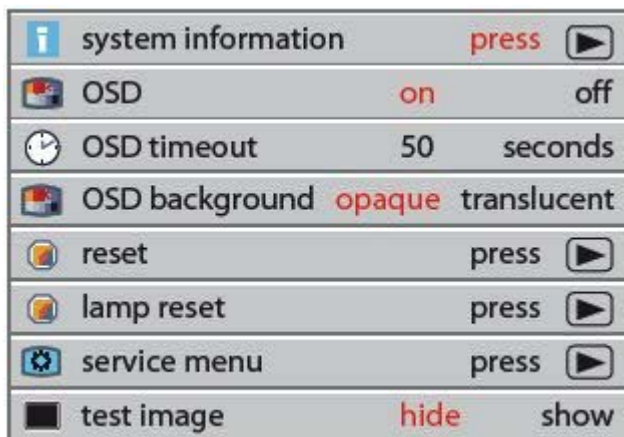 system information press
OSD on off
OSD timeout 50 seconds
OSD background opaque translucent
reset press
lamp reset press
service menu press
test image hide show